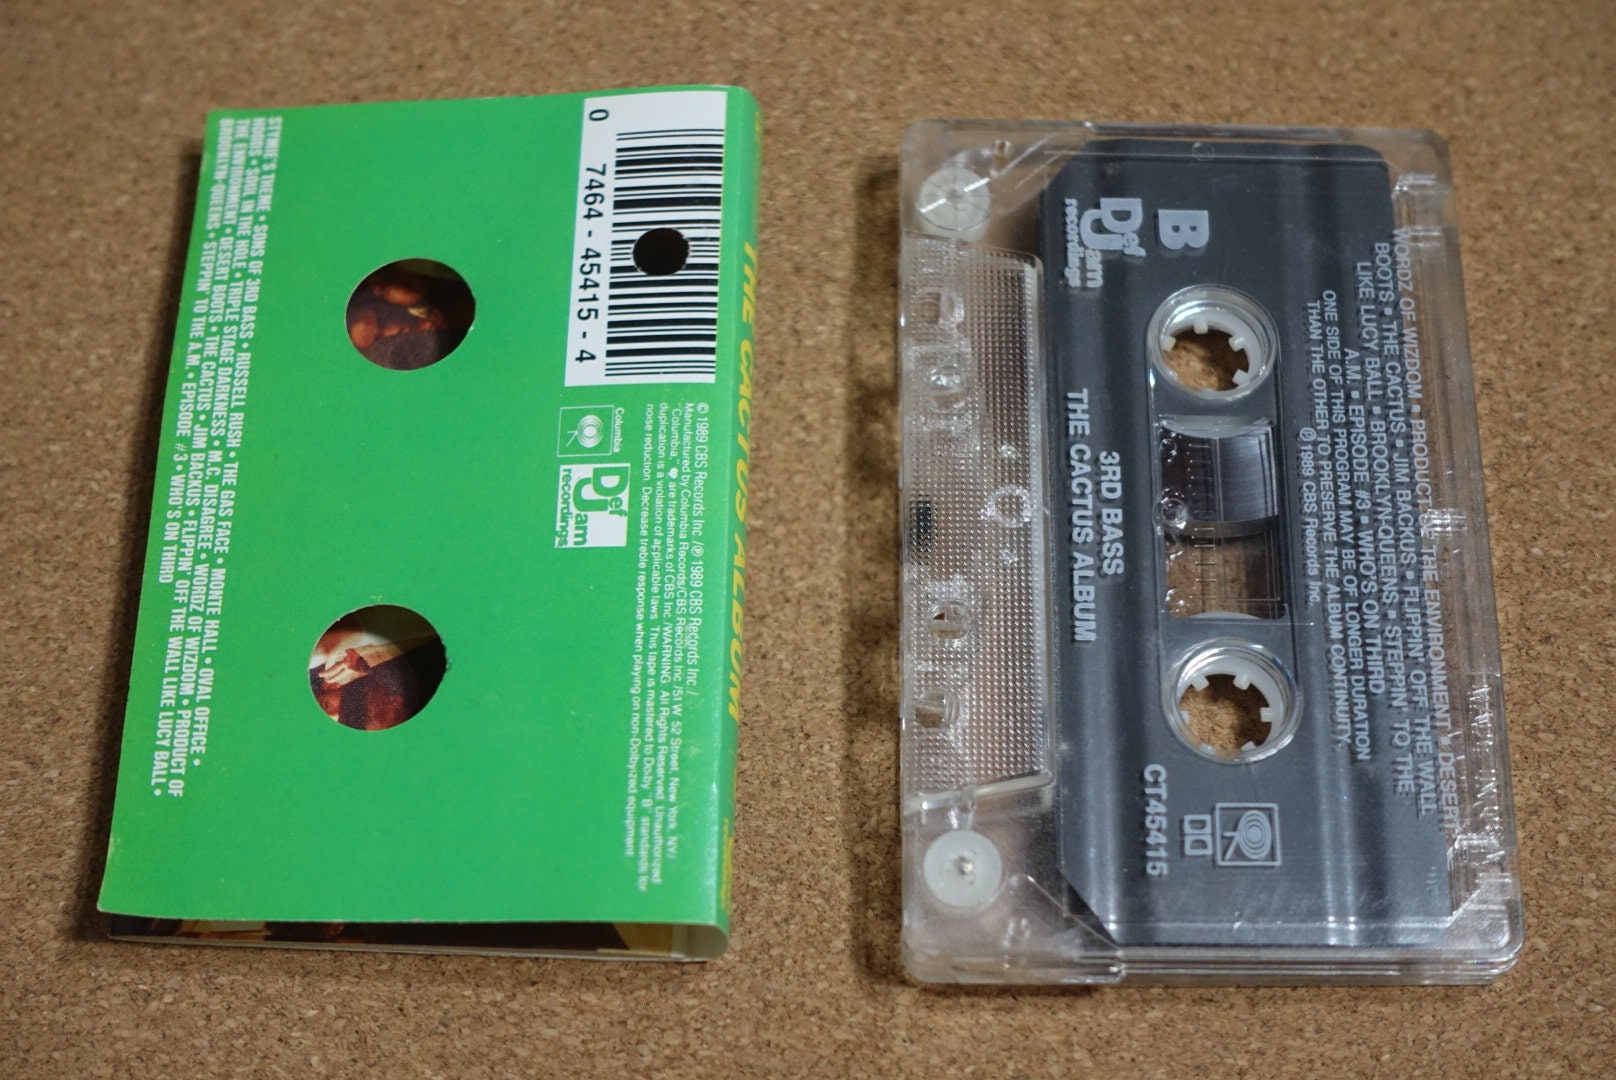 STYMIE'S THEME • SONS OF 3RD BASS • RUSSELL RUSH • THE GAS FACE • MONTE HALL • OVAL OFFICE •
HOODS • SOUL IN THE HOLE • TRIPLE STAGE DARKNESS • M.C. DISAGREE • WORDZ OF WIZDOM • PRODUCT OF
THE ENVIRONMENT • DESERT BOOTS • THE CACTUS • JIM BACKUS • FLIPPIN' OFF THE WALL LIKE LUCY BALL •
BROOKLYN-QUEENS • STEPPIN' TO THE A.M. • EPISODE #3 • WHO'S ON THIRD
0 7464-45415-4
Columbia
Def Jam
recordings
© 1989 CBS Records Inc./℗ 1989 CBS Records Inc./
Manufactured by Columbia Records/CBS Records Inc./51 W. 52 Street, New York, NY/
"Columbia," are trademarks of CBS Inc./WARNING: All Rights Reserved. Unauthorized
duplication is a violation of applicable laws. This tape is mastered to Dolby "B" standards for
noise reduction. Decrease treble response when playing on non-Dolbyized equipment.
THE CACTUS ALBUM
B
Def Jam
recordings
WORDZ OF WIZDOM • PRODUCT THE ENVIRONMENT • DESERT
BOOTS • THE CACTUS • JIM BACKUS • FLIPPIN' OFF THE WALL
LIKE LUCY BALL • BROOKLYN-QUEENS • STEPPIN' TO THE
A.M. • EPISODE #3 • WHO'S ON THIRD
ONE SIDE OF THIS PROGRAM MAY BE OF LONGER DURATION
THAN THE OTHER TO PRESERVE THE ALBUM CONTINUITY.
℗ 1989 CBS Records Inc.
3RD BASS
THE CACTUS ALBUM
CT45415